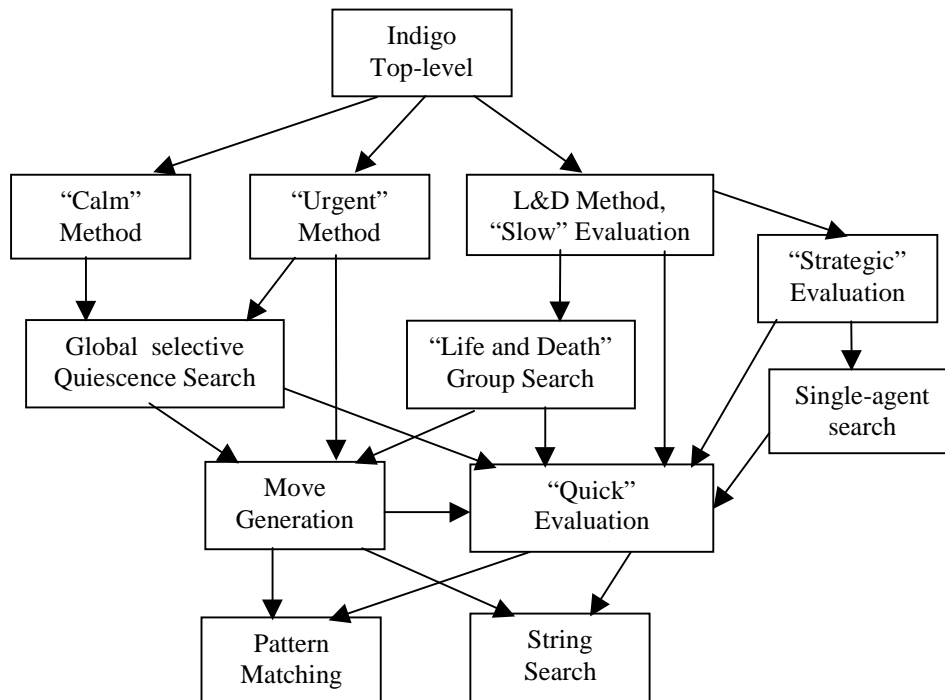 Indigo
Top-level
“Calm”
Method
“Urgent”
Method
L&D Method,
“Slow” Evaluation
“Strategic”
Evaluation
Global selective
Quiescence Search
“Life and Death”
Group Search
Single-agent
search
Move
Generation
“Quick”
Evaluation
Pattern
Matching
String
Search